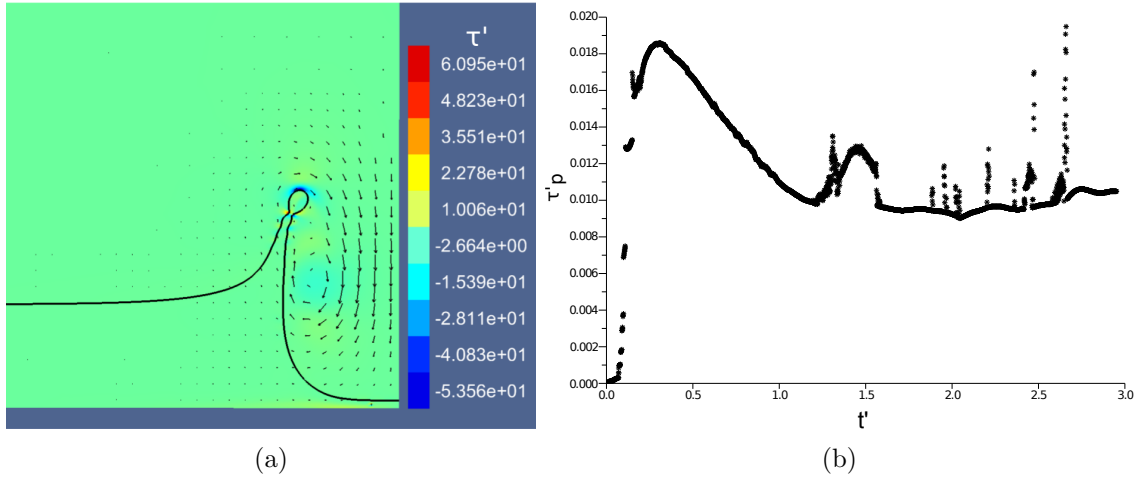 τ'
6.095e+01
4.823e+01
3.551e+01
2.278e+01
1.006e+01
-2.664e+00
-1.539e+01
-2.811e+01
-4.083e+01
-5.356e+01
(a)
τ'p
0.020
0.018
0.016
0.014
0.012
0.010
0.008
0.006
0.004
0.002
0.000
0.0 0.5 1.0 1.5 2.0 2.5 3.0
t'
(b)